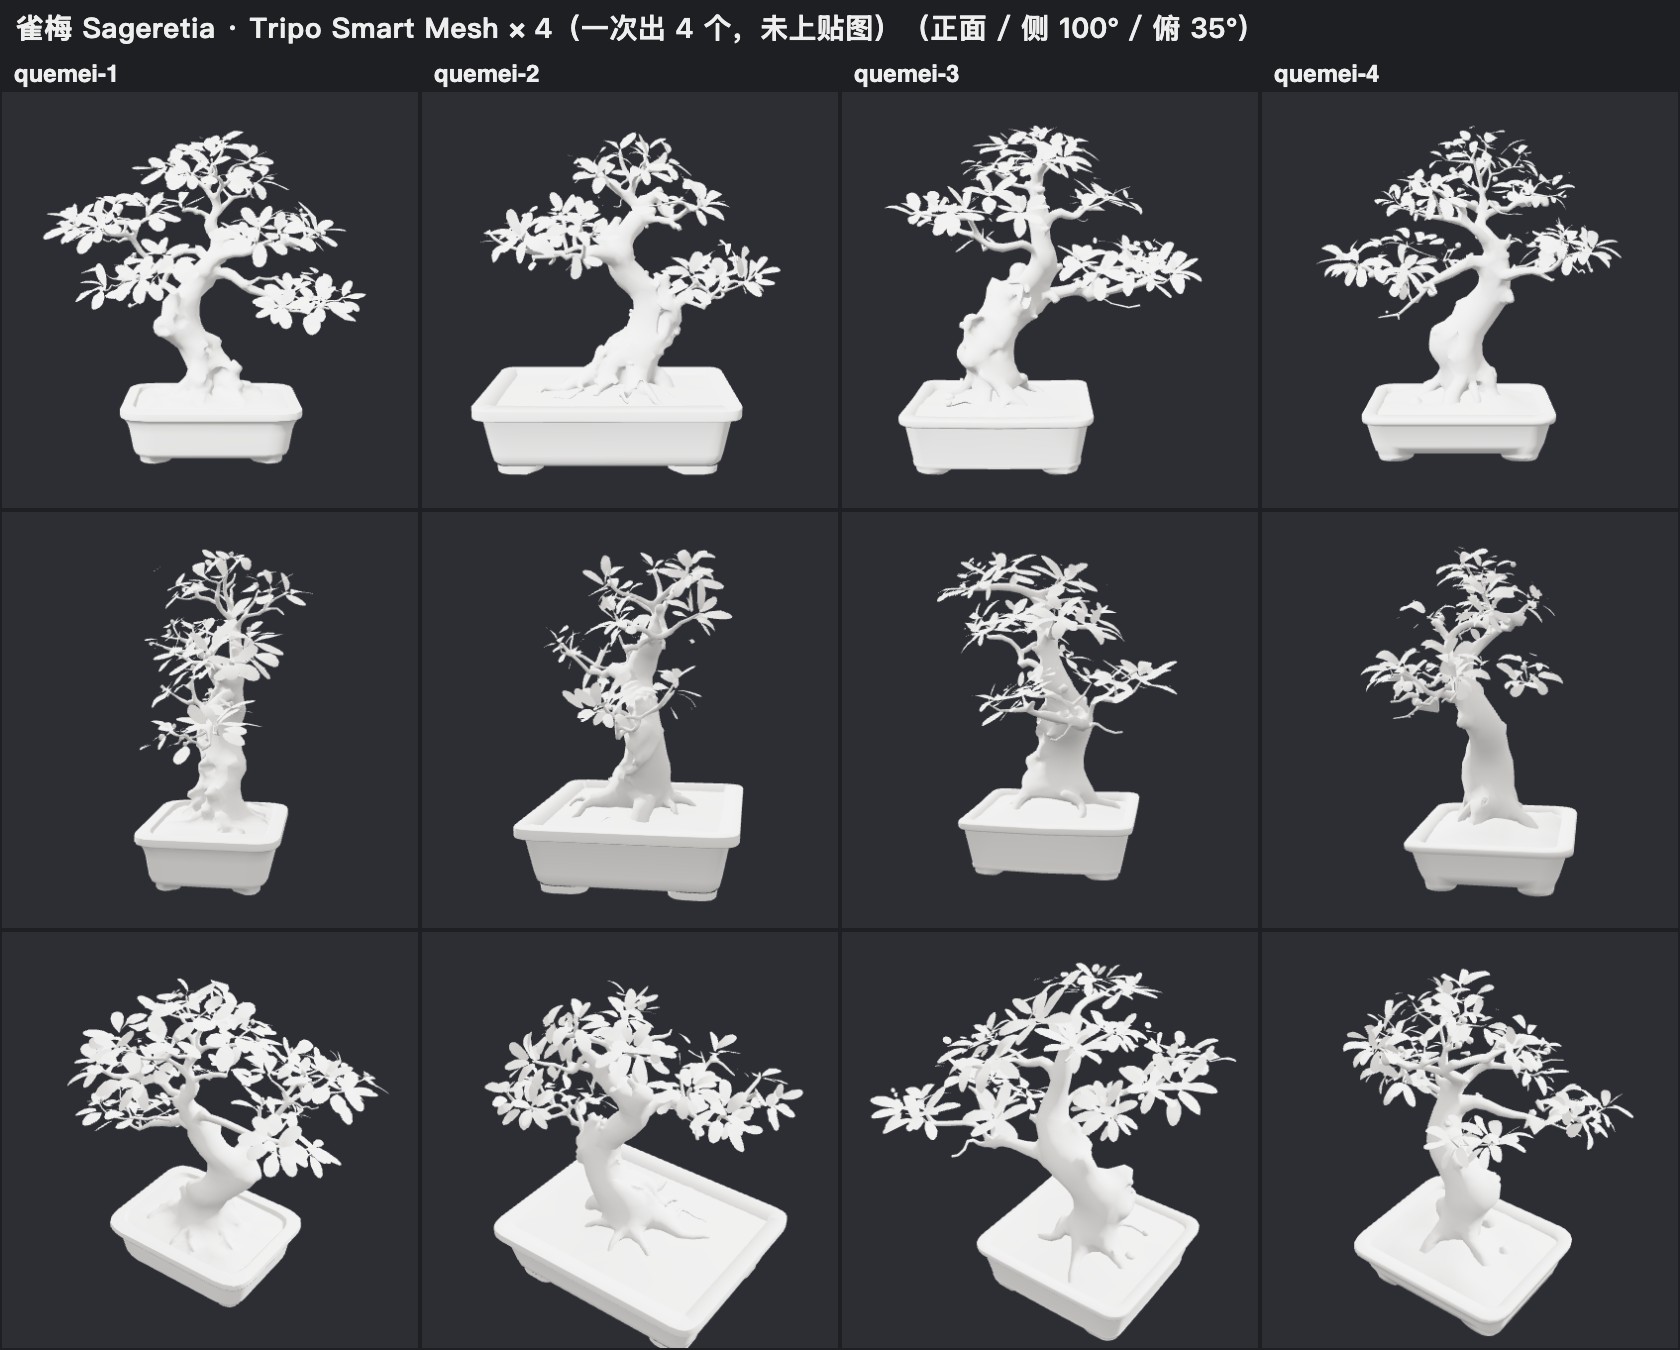 雀梅 Sageretia · Tripo Smart Mesh × 4（一次出 4 个，未上贴图）（正面 / 侧 100° / 俯 35°）
quemei-1
quemei-2
quemei-3
quemei-4